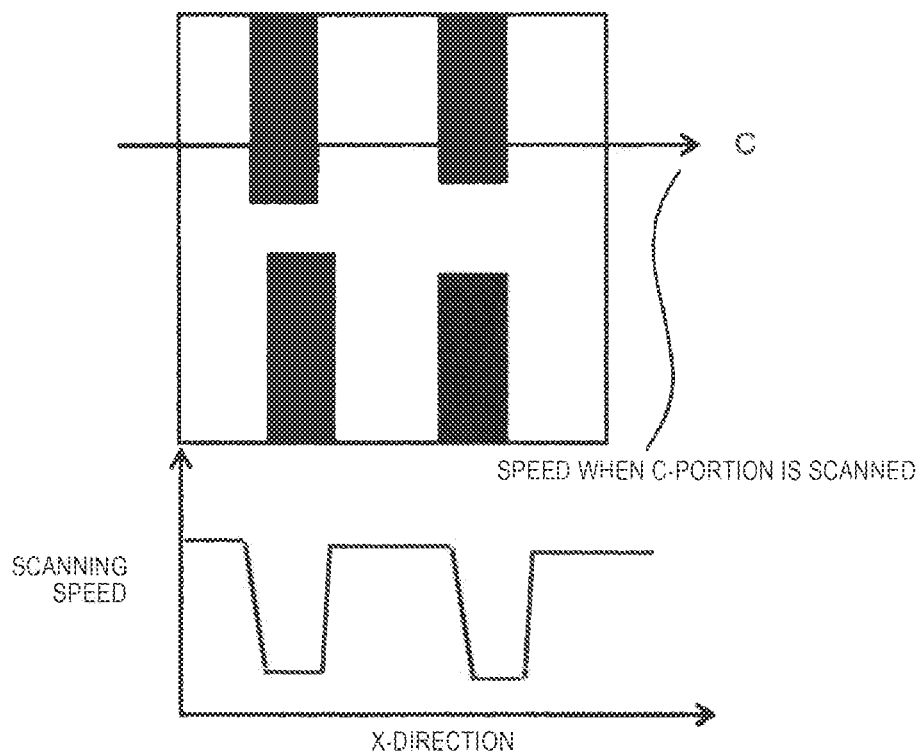 C
SPEED WHEN C-PORTION IS SCANNED
SCANNING
SPEED
X-DIRECTION